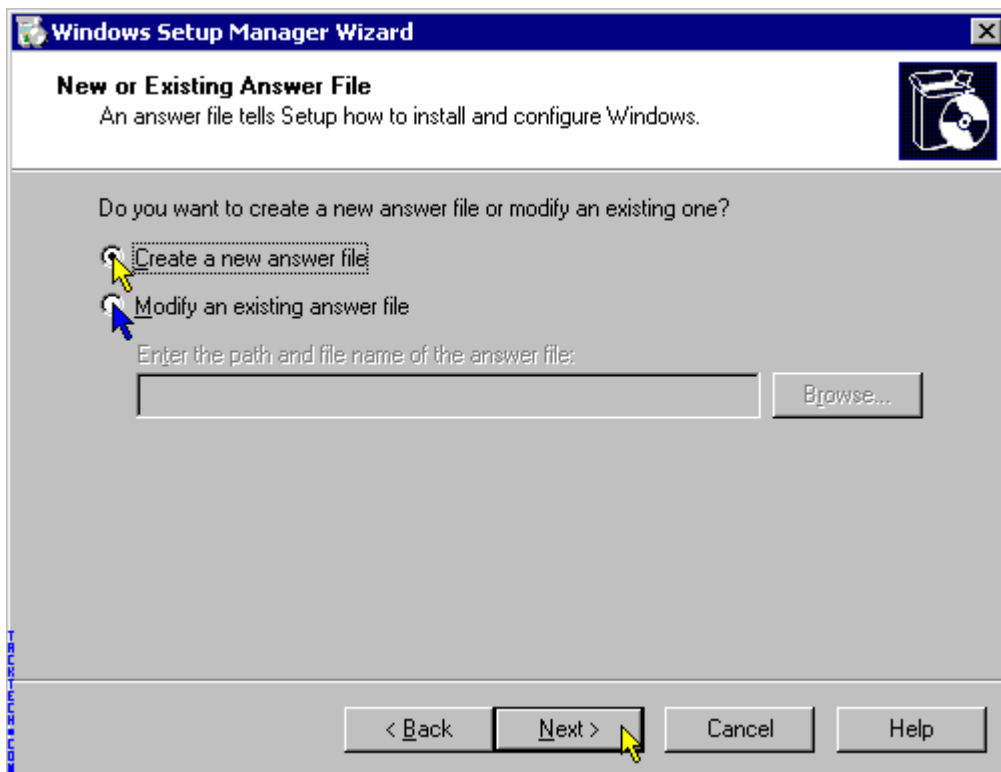 Windows Setup Manager Wizard
New or Existing Answer File
An answer file tells Setup how to install and configure Windows.
Do you want to create a new answer file or modify an existing one?
Create a new answer file
Modify an existing answer file
Enter the path and file name of the answer file:
Browse...
TACKTECH.COM
< Back
Next >
Cancel
Help